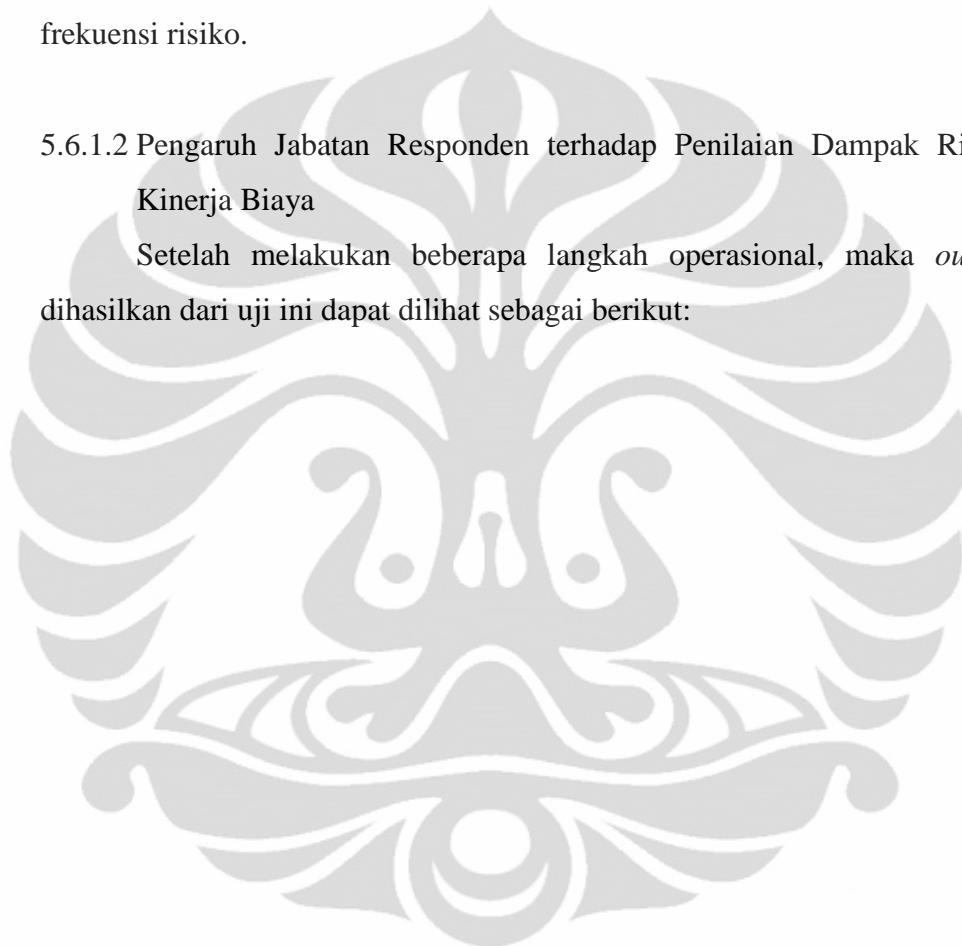 frekuensi risiko.
5.6.1.2 Pengaruh Jabatan Responden terhadap Penilaian Dampak Ri
Kinerja Biaya
Setelah melakukan beberapa langkah operasional, maka ou
dihasilkan dari uji ini dapat dilihat sebagai berikut: